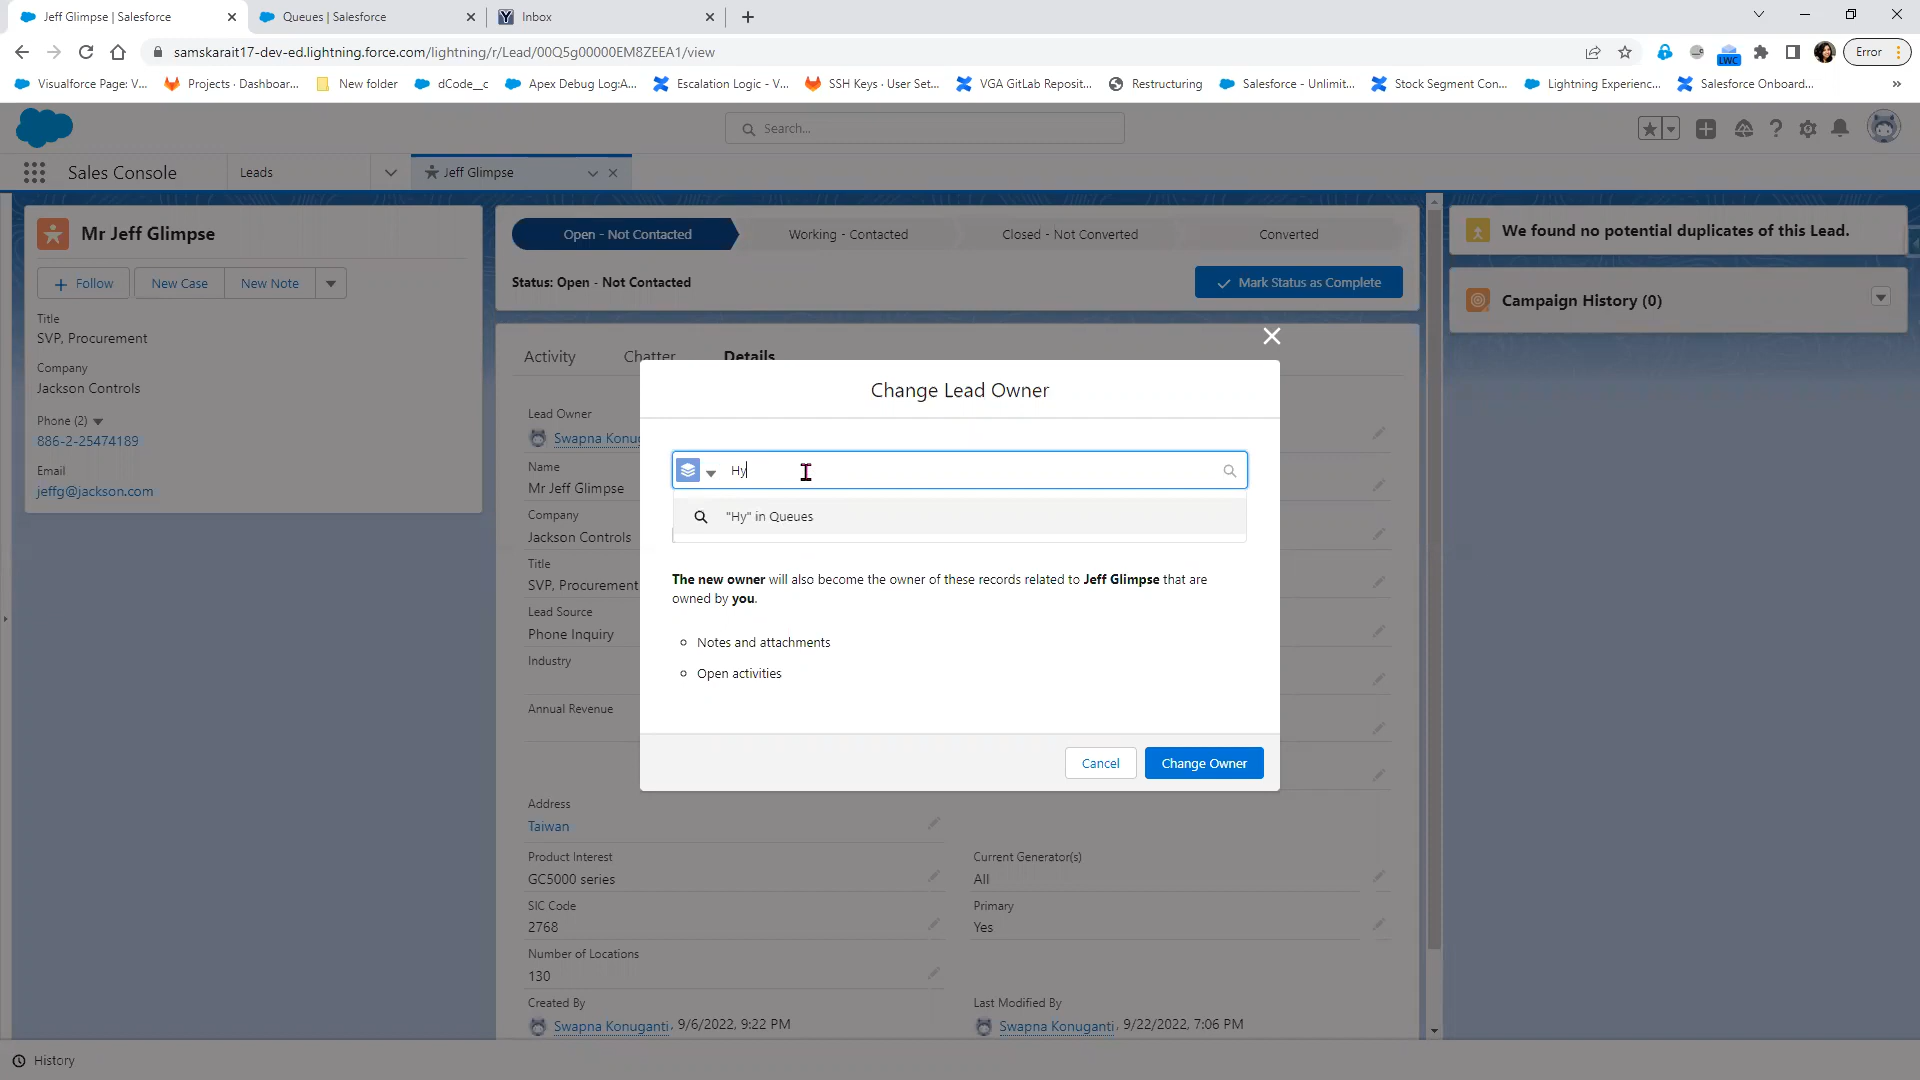 Jeff Glimpse | Salesforce
Queues | Salesforce
Inbox
samskarait17-dev-ed.lightning.force.com/lightning/r/Lead/00Q5g00000EM8ZEEA1/view
LWC
Error
Visualforce Page: V...
Projects · Dashboar...
New folder
dCode__c
Apex Debug Log:A...
Escalation Logic - V...
SSH Keys · User Set...
VGA GitLab Reposit...
Restructuring
Salesforce - Unlimit...
Stock Segment Con...
Lightning Experienc...
Salesforce Onboard...
»
Search...
Sales Console
Leads
Jeff Glimpse
Mr Jeff Glimpse
Follow
New Case
New Note
Title
SVP, Procurement
Company
Jackson Controls
Phone (2)
886-2-25474189
Email
jeffg@jackson.com
Open - Not Contacted
Working - Contacted
Closed - Not Converted
Converted
Status: Open - Not Contacted
Mark Status as Complete
We found no potential duplicates of this Lead.
Campaign History (0)
Activity
Chatter
Details
Lead Owner
Swapna Konu
Name
Mr Jeff Glimpse
Company
Jackson Controls
Title
SVP, Procurement
Lead Source
Phone Inquiry
Industry
Annual Revenue
Change Lead Owner
Hy
"Hy" in Queues
The new owner will also become the owner of these records related to Jeff Glimpse that are
owned by you.
Notes and attachments
Open activities
Cancel
Change Owner
Address
Taiwan
Product Interest
GC5000 series
Current Generator(s)
All
SIC Code
2768
Primary
Yes
Number of Locations
130
Created By
Swapna Konuganti, 9/6/2022, 9:22 PM
Last Modified By
Swapna Konuganti, 9/22/2022, 7:06 PM
History